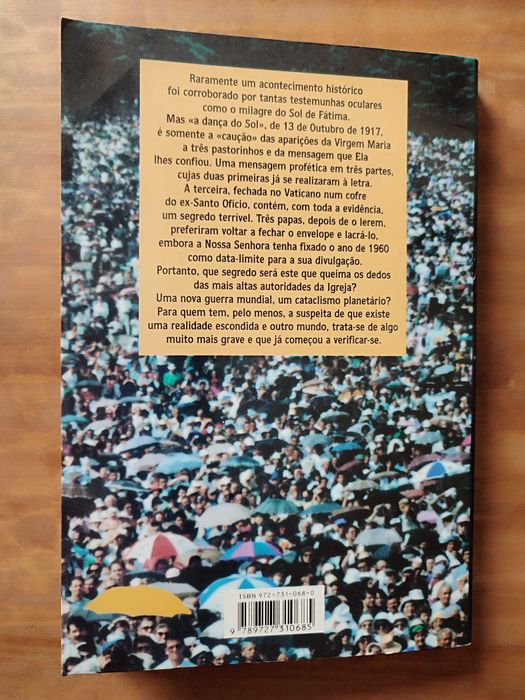 Raramente um acontecimento histórico
foi corroborado por tantas testemunhas oculares
como o milagre do Sol de Fátima.
Mas «a dança do Sol», de 13 de Outubro de 1917,
é somente a «caução» das aparições da Virgem Maria
a três pastorinhos e da mensagem que Ela
lhes confiou. Uma mensagem profética em três partes,
cujas duas primeiras já se realizaram à letra.
A terceira, fechada no Vaticano num cofre
do ex-Santo Ofício, contém, com toda a evidência,
um segredo terrível. Três papas, depois de o lerem,
preferiram voltar a fechar o envelope e lacrá-lo,
embora a Nossa Senhora tenha fixado o ano de 1960
como data-limite para a sua divulgação.
Portanto, que segredo será este que queima os dedos
das mais altas autoridades da Igreja?
Uma nova guerra mundial, um cataclismo planetário?
Para quem tem, pelo menos, a suspeita de que existe
uma realidade escondida e outro mundo, trata-se de algo
muito mais grave e que já começou a verificar-se.
ISBN 972-731-068-0
9 789727 310685